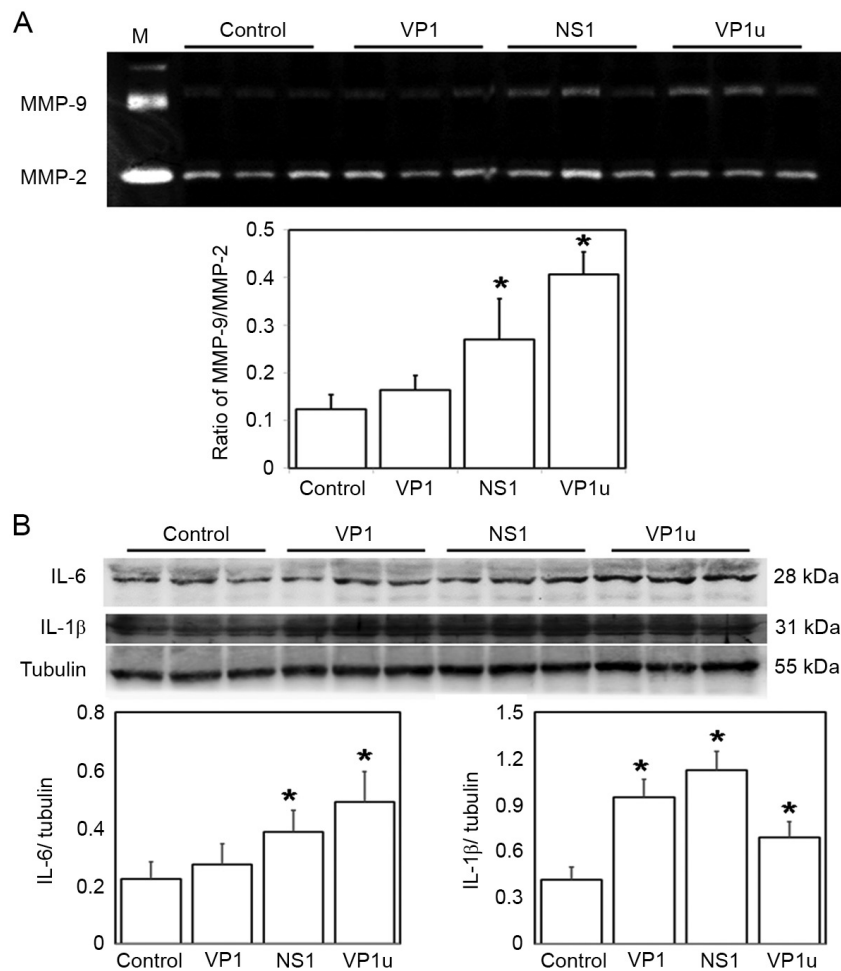 A
M Control VP1 NS1 VP1u
MMP-9
MMP-2
0.5
0.4
0.3
0.2
0.1
0
Ratio of MMP-9/MMP-2
* *
Control VP1 NS1 VP1u
B
Control VP1 NS1 VP1u
IL-6 28 kDa
IL-1β 31 kDa
Tubulin 55 kDa
0.8
0.6
0.4
0.2
0
IL-6/ tubulin
* *
Control VP1 NS1 VP1u
1.5
1.2
0.9
0.6
0.3
0
IL-1β/ tubulin
* * *
Control VP1 NS1 VP1u